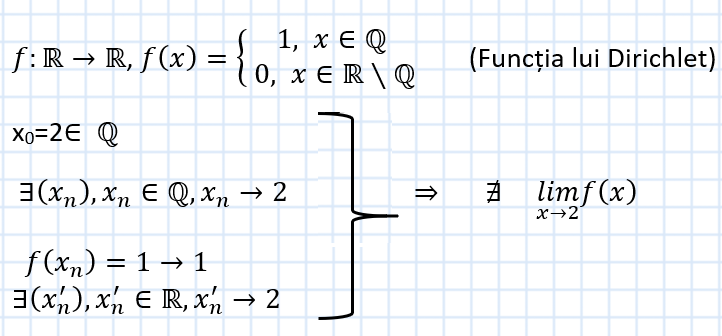 f: ℝ → ℝ, f(x) = { 1, x ∈ ℚ
0, x ∈ ℝ \ ℚ (Funcția lui Dirichlet)
x₀=2∈ ℚ
∃(xₙ), xₙ ∈ ℚ, xₙ → 2 ⇒ ∄ lim f(x)
x→2
f(xₙ) = 1 → 1
∃(x′ₙ), x′ₙ ∈ ℝ, x′ₙ → 2